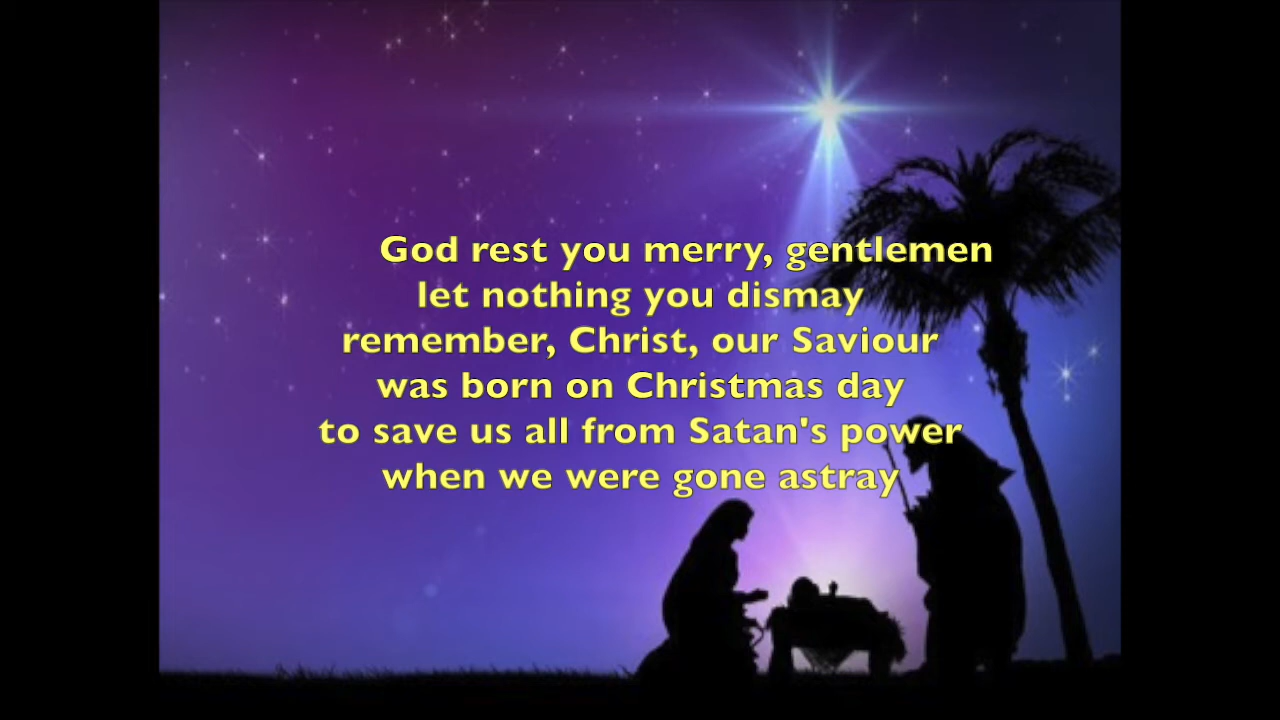 God rest you merry, gentlemen
let nothing you dismay
remember, Christ, our Saviour
was born on Christmas day
to save us all from Satan's power
when we were gone astray